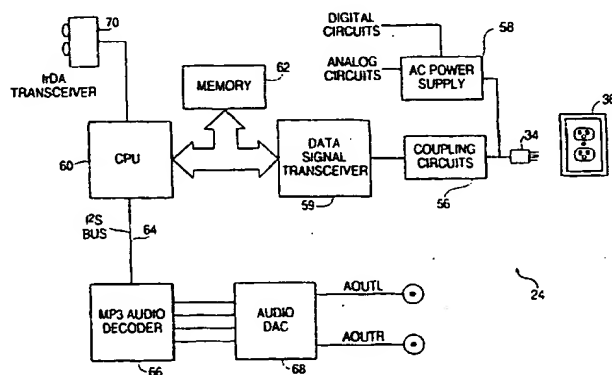 70
IrDA
TRANSCEIVER
MEMORY
62
DIGITAL
CIRCUITS
ANALOG
CIRCUITS
58
AC POWER
SUPPLY
36
60
CPU
DATA
SIGNAL
TRANSCEIVER
59
COUPLING
CIRCUITS
56
34
I²S
BUS
64
MP3 AUDIO
DECODER
66
AUDIO
DAC
68
AOUTL
AOUTR
24